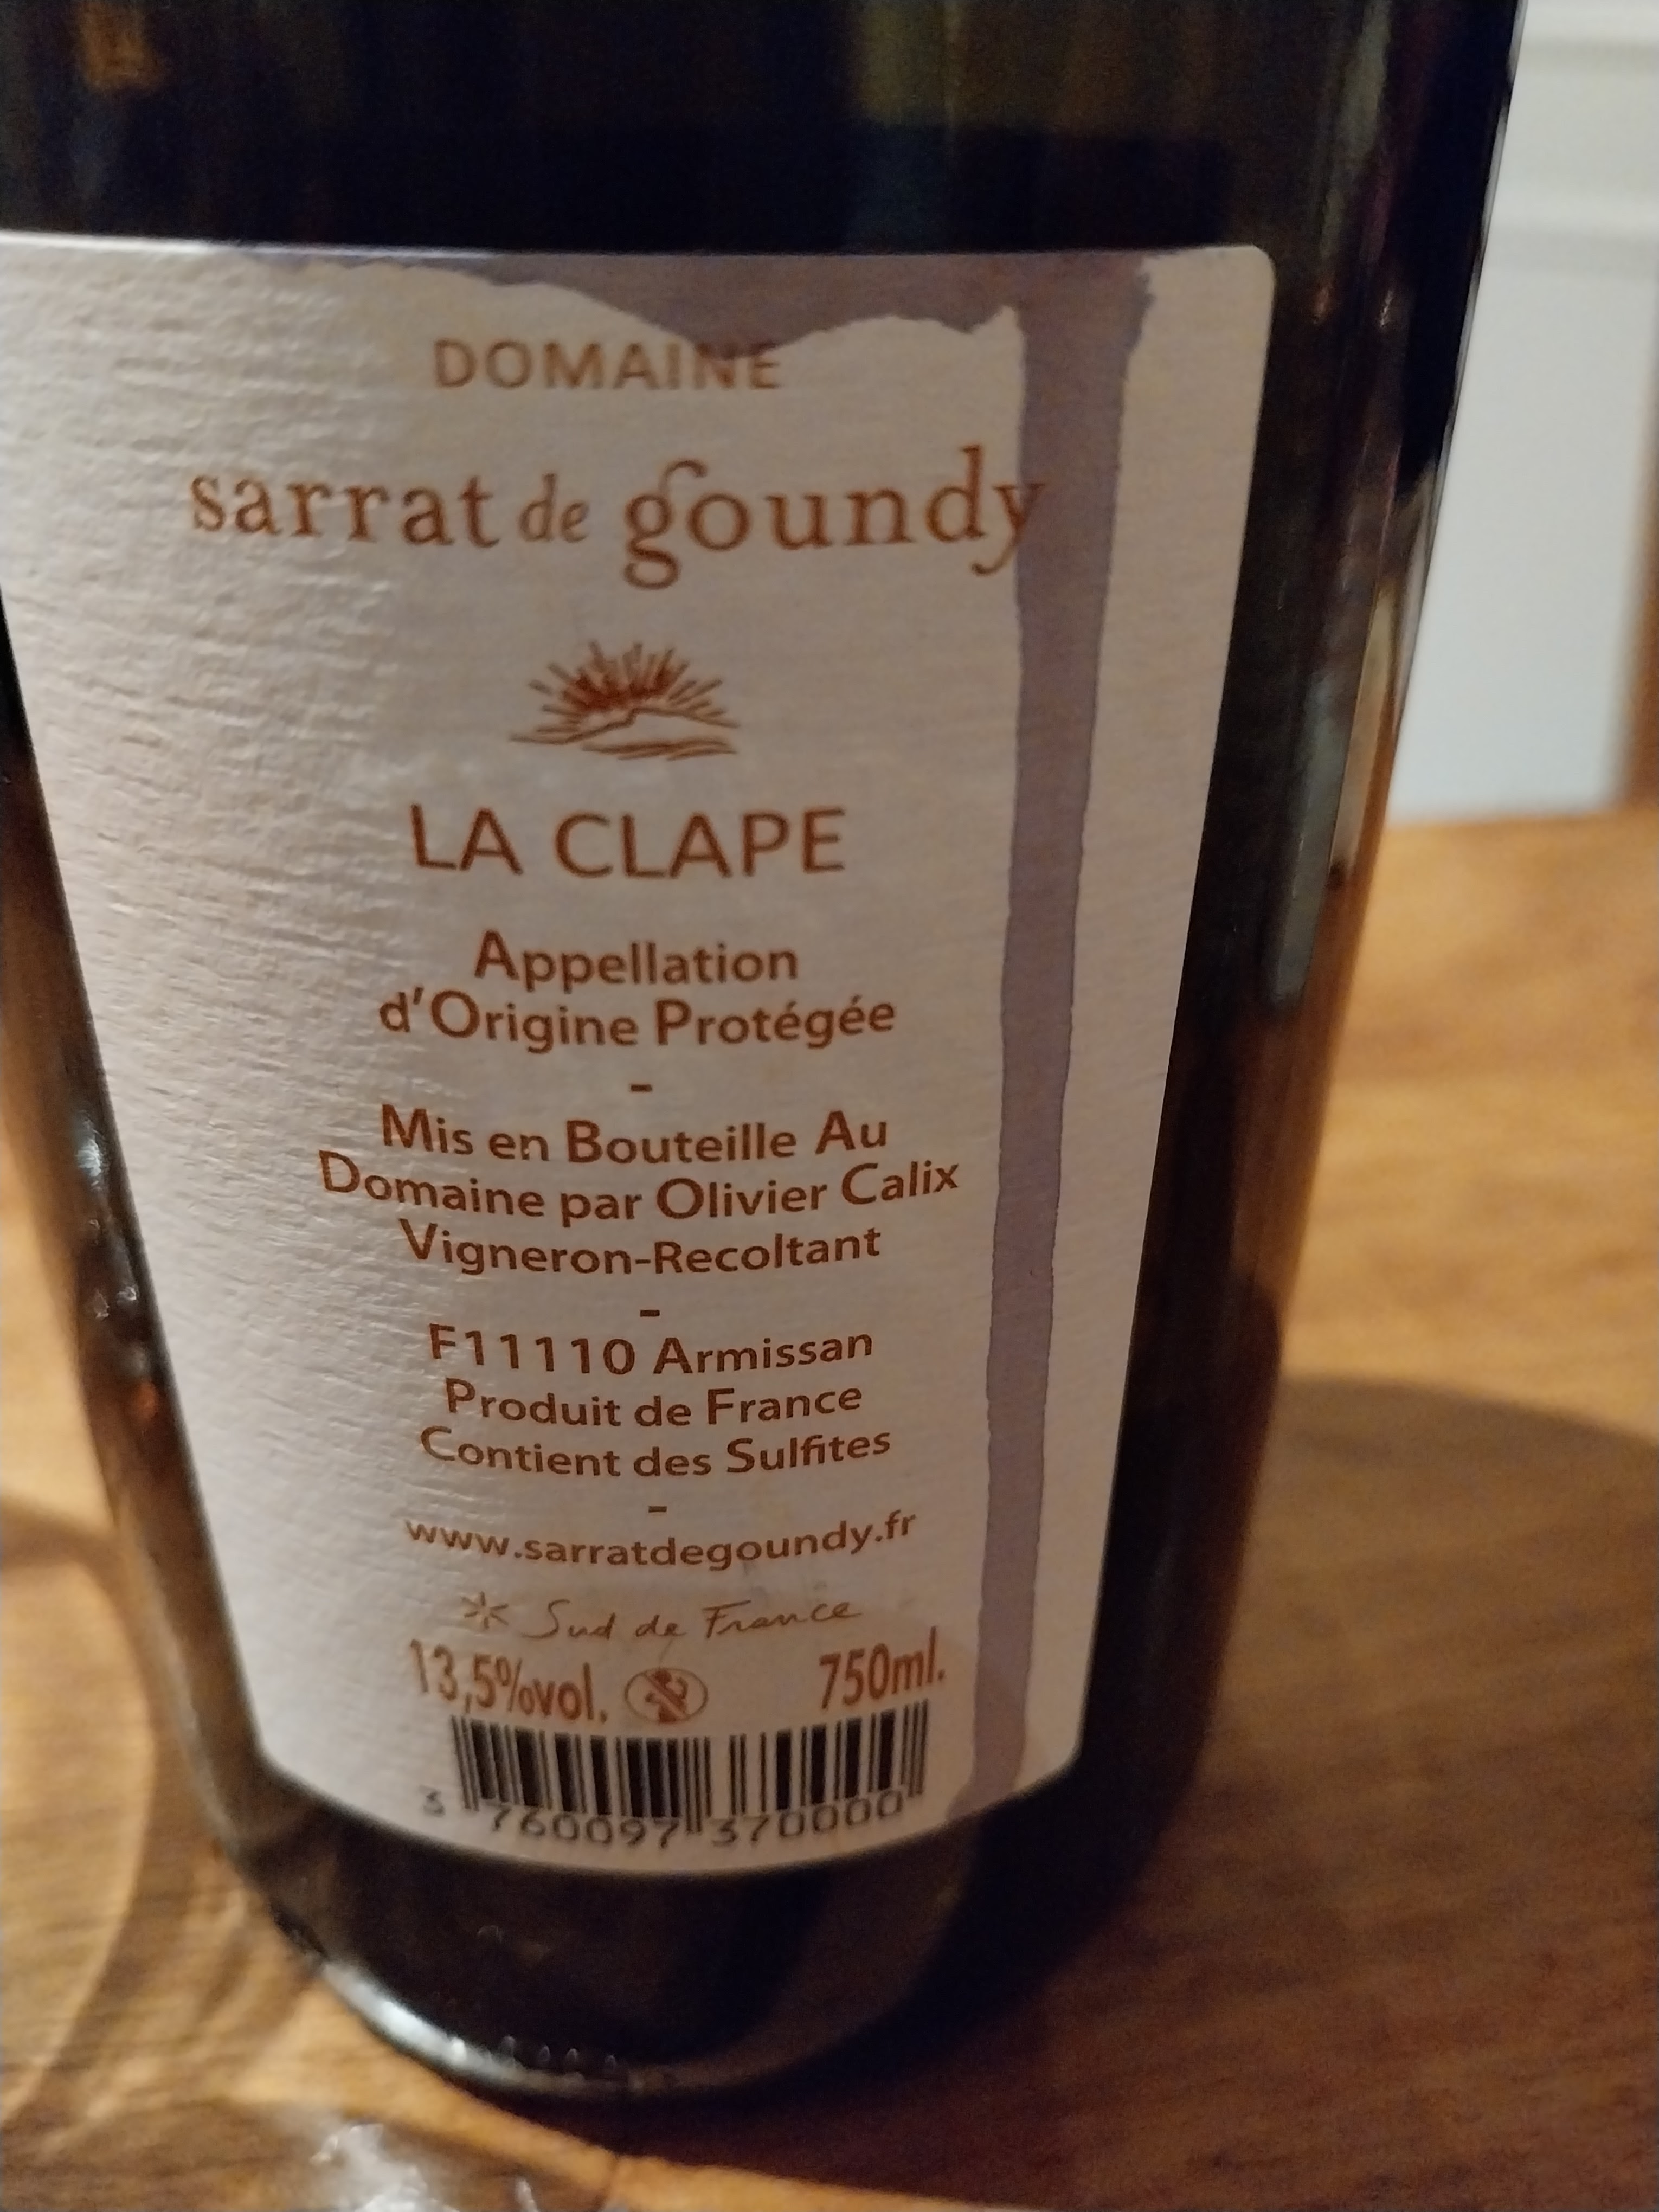 DOMAINE
sarrat de goundy
LA CLAPE
Appellation
d'Origine Protégée
-
Mis en Bouteille Au
Domaine par Olivier Calix
Vigneron-Recoltant
-
F11110 Armissan
Produit de France
Contient des Sulfites
-
www.sarratdegoundy.fr
Sud de France
13,5%vol. 750ml.
3 760097 370000